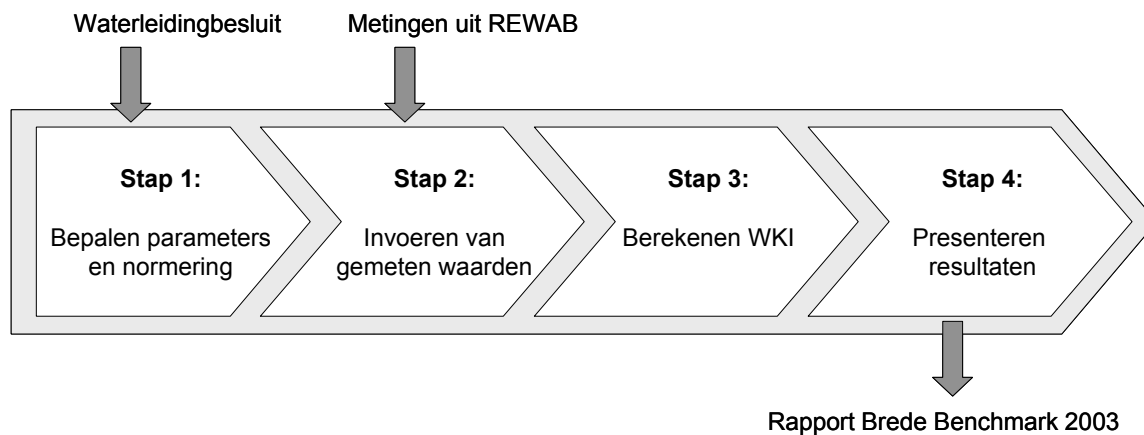 Waterleidingbesluit
Metingen uit REWAB
Stap 1:
Bepalen parameters
en normering
Stap 2:
Invoeren van
gemeten waarden
Stap 3:
Berekenen WKI
Stap 4:
Presenteren
resultaten
Rapport Brede Benchmark 2003